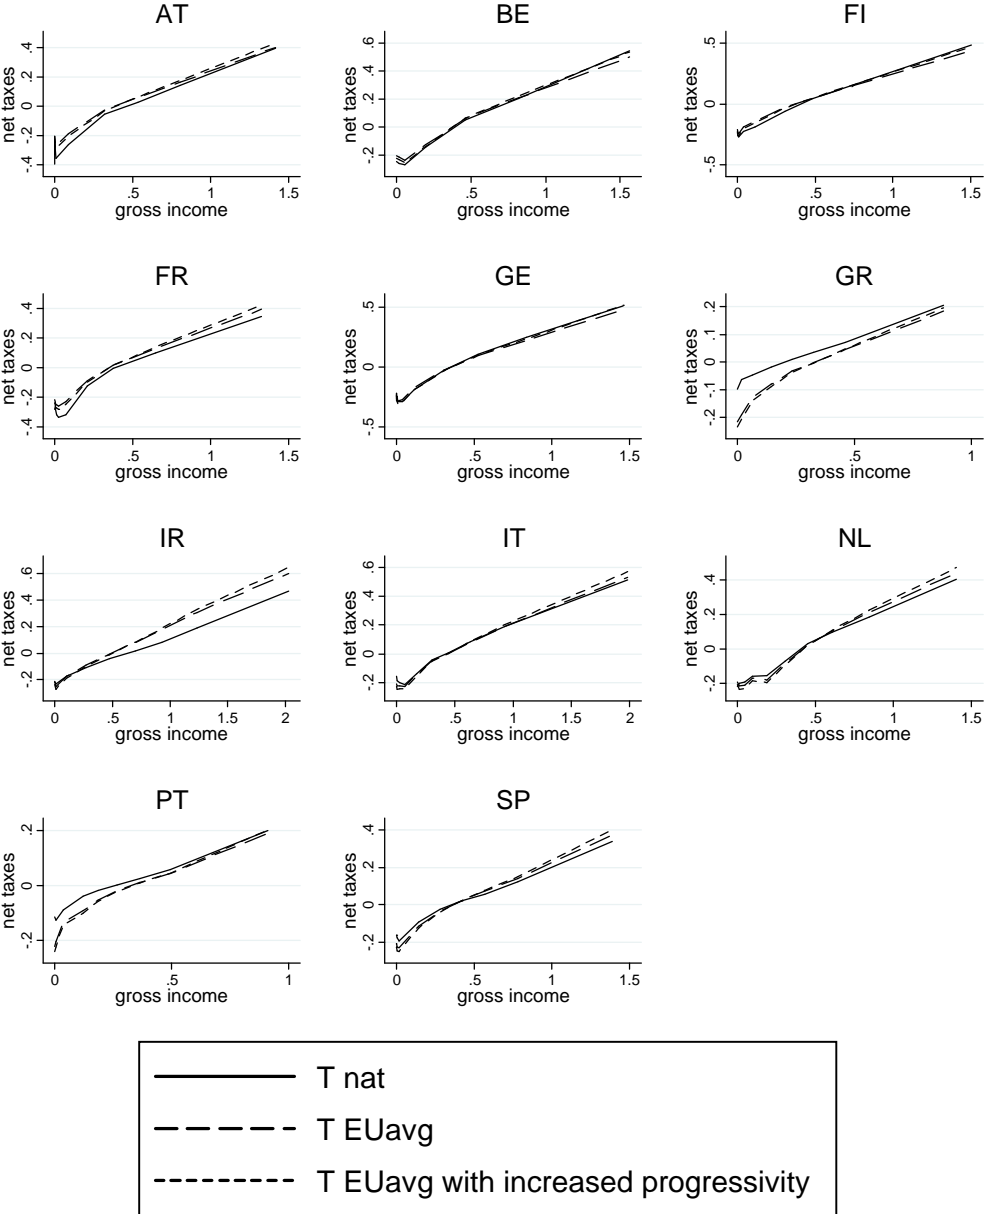 AT BE FI
net taxes
-.4 -.2 0 .2 .4
0 .5 1 1.5
gross income
net taxes
-.2 0 .2 .4 .6
0 .5 1 1.5
gross income
net taxes
-.5 0 .5
0 .5 1 1.5
gross income
FR GE GR
net taxes
-.4 -.2 0 .2 .4
0 .5 1 1.5
gross income
net taxes
-.5 0 .5
0 .5 1 1.5
gross income
net taxes
-.2 -.1 0 .1 .2
0 .5 1
gross income
IR IT NL
net taxes
-.2 0 .2 .4 .6
0 .5 1 1.5 2
gross income
net taxes
-.2 0 .2 .4 .6
0 .5 1 1.5 2
gross income
net taxes
-.2 0 .2 .4
0 .5 1 1.5
gross income
PT SP
net taxes
-.2 0 .2
0 .5 1
gross income
net taxes
-.2 0 .2 .4
0 .5 1 1.5
gross income
T nat
T EUavg
T EUavg with increased progressivity